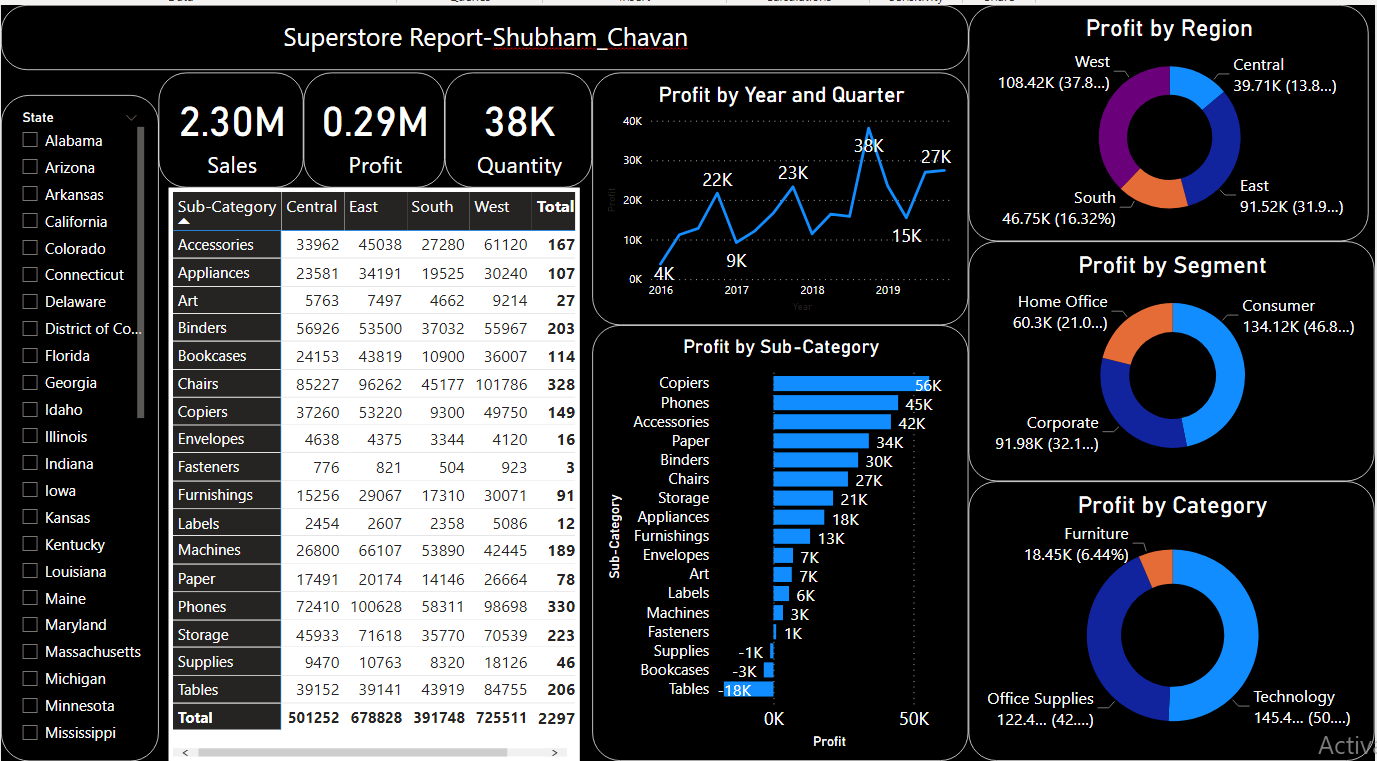 Superstore Report-Shubham_Chavan
State
Alabama
Arizona
Arkansas
California
Colorado
Connecticut
Delaware
District of Co...
Florida
Georgia
Idaho
Illinois
Indiana
Iowa
Kansas
Kentucky
Louisiana
Maine
Maryland
Massachusetts
Michigan
Minnesota
Mississippi
2.30M
Sales
0.29M
Profit
38K
Quantity
Sub-Category Central East South West Total
Accessories 33962 45038 27280 61120 167
Appliances 23581 34191 19525 30240 107
Art 5763 7497 4662 9214 27
Binders 56926 53500 37032 55967 203
Bookcases 24153 43819 10900 36007 114
Chairs 85227 96262 45177 101786 328
Copiers 37260 53220 9300 49750 149
Envelopes 4638 4375 3344 4120 16
Fasteners 776 821 504 923 3
Furnishings 15256 29067 17310 30071 91
Labels 2454 2607 2358 5086 12
Machines 26800 66107 53890 42445 189
Paper 17491 20174 14146 26664 78
Phones 72410 100628 58311 98698 330
Storage 45933 71618 35770 70539 223
Supplies 9470 10763 8320 18126 46
Tables 39152 39141 43919 84755 206
Total 501252 678828 391748 725511 2297
Profit by Year and Quarter
Profit
40K
30K
20K
10K
0K
4K
22K
9K
23K
38K
15K
27K
2016 2017 2018 2019
Year
Profit by Sub-Category
Sub-Category
Copiers 56K
Phones 45K
Accessories 42K
Paper 34K
Binders 30K
Chairs 27K
Storage 21K
Appliances 18K
Furnishings 13K
Envelopes 7K
Art 7K
Labels 6K
Machines 3K
Fasteners 1K
Supplies -1K
Bookcases -3K
Tables -18K
0K 50K
Profit
Profit by Region
West
108.42K (37.8...)
Central
39.71K (13.8...)
South
46.75K (16.32%)
East
91.52K (31.9...)
Profit by Segment
Home Office
60.3K (21.0...)
Consumer
134.12K (46.8...)
Corporate
91.98K (32.1...)
Profit by Category
Furniture
18.45K (6.44%)
Office Supplies
122.4... (42....)
Technology
145.4... (50....)
Activa